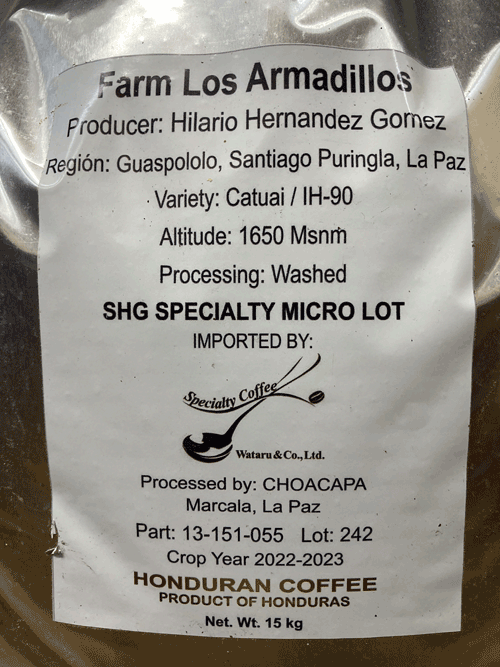 Farm Los Armadillos
Producer: Hilario Hernandez Gomez
Región: Guaspololo, Santiago Puringla, La Paz
Variety: Catuai / IH-90
Altitude: 1650 Msnm
Processing: Washed
SHG SPECIALTY MICRO LOT
IMPORTED BY:
Specialty Coffee
Wataru & Co., Ltd.
Processed by: CHOACAPA
Marcala, La Paz
Part: 13-151-055 Lot: 242
Crop Year 2022-2023
HONDURAN COFFEE
PRODUCT OF HONDURAS
Net. Wt. 15 kg